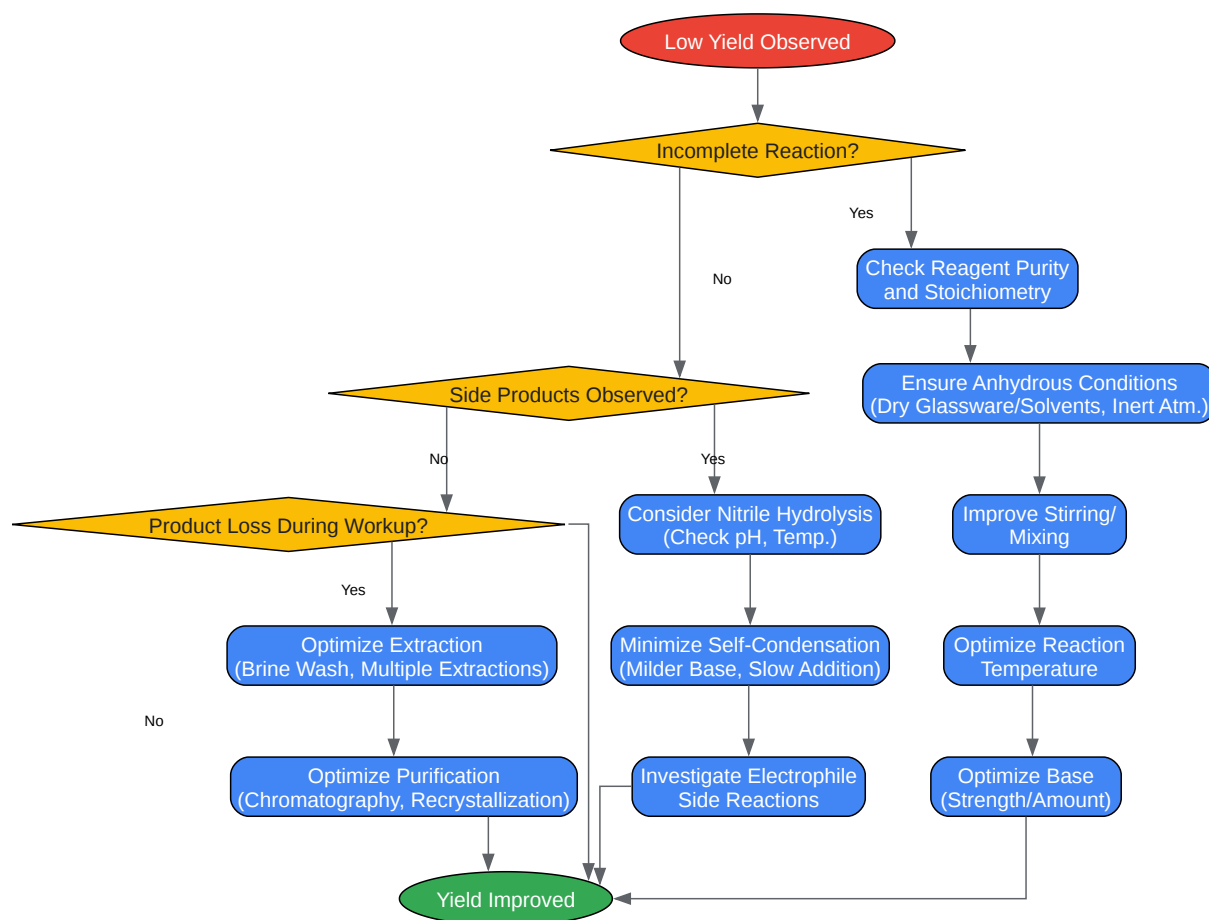 Low Yield Observed
Incomplete Reaction?
Yes
No
Check Reagent Purity
and Stoichiometry
Side Products Observed?
Ensure Anhydrous Conditions
(Dry Glassware/Solvents, Inert Atm.)
No
Yes
Product Loss During Workup?
Consider Nitrile Hydrolysis
(Check pH, Temp.)
Improve Stirring/
Mixing
Yes
Optimize Extraction
(Brine Wash, Multiple Extractions)
Minimize Self-Condensation
(Milder Base, Slow Addition)
Optimize Reaction
Temperature
No
Optimize Purification
(Chromatography, Recrystallization)
Investigate Electrophile
Side Reactions
Optimize Base
(Strength/Amount)
Yield Improved